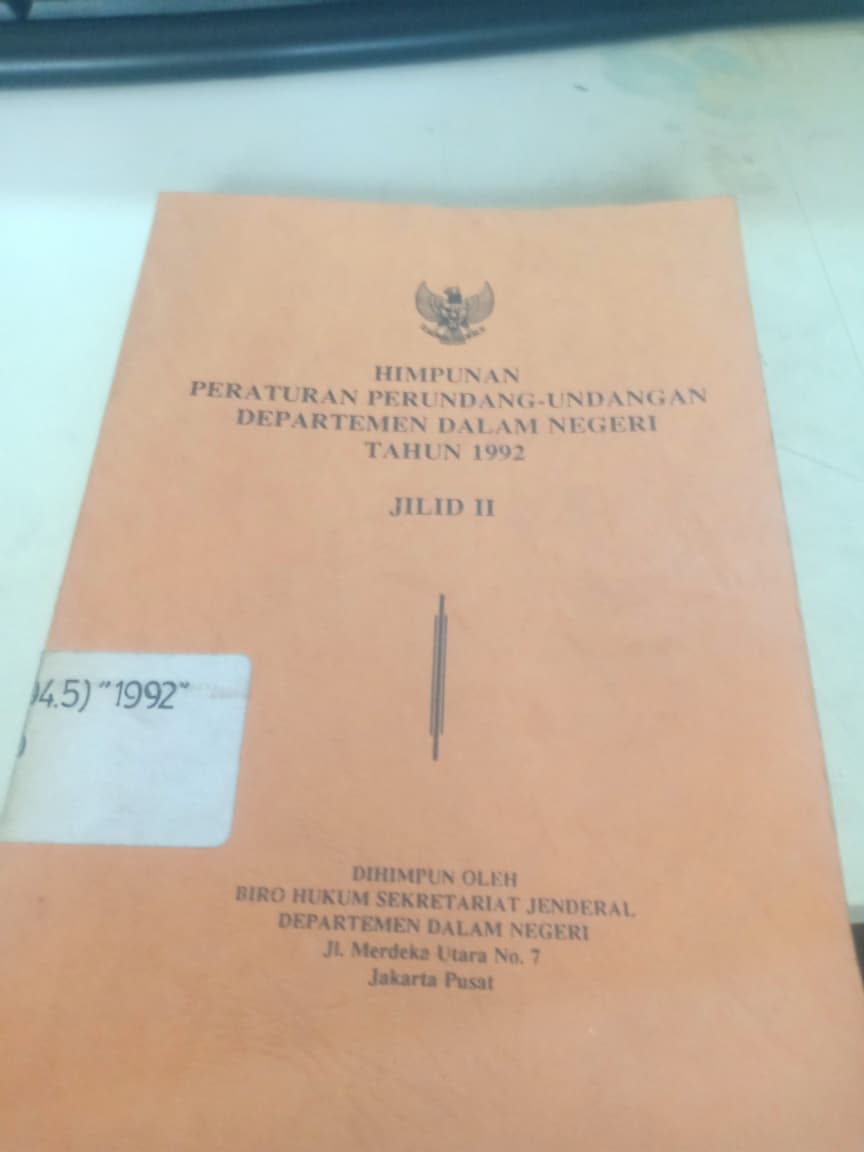 HIMPUNAN
PERATURAN PERUNDANG-UNDANGAN
DEPARTEMEN DALAM NEGERI
TAHUN 1992
JILID II
94.5) "1992"
DIHIMPUN OLEH
BIRO HUKUM SEKRETARIAT JENDERAL
DEPARTEMEN DALAM NEGERI
Jl. Merdeka Utara No. 7
Jakarta Pusat